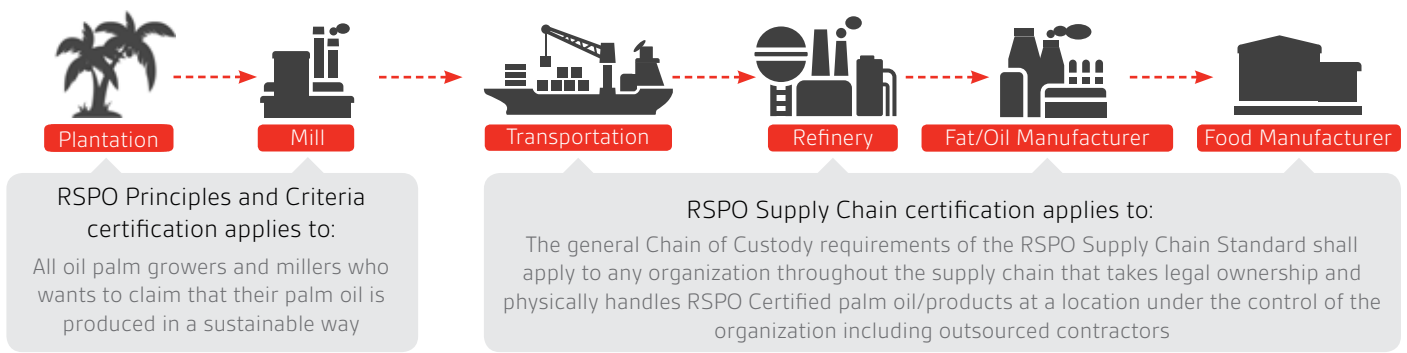 Plantation
Mill
Transportation
Refinery
Fat/Oil Manufacturer
Food Manufacturer
RSPO Principles and Criteria
certification applies to:
All oil palm growers and millers who
wants to claim that their palm oil is
produced in a sustainable way
RSPO Supply Chain certification applies to:
The general Chain of Custody requirements of the RSPO Supply Chain Standard shall
apply to any organization throughout the supply chain that takes legal ownership and
physically handles RSPO Certified palm oil/products at a location under the control of the
organization including outsourced contractors